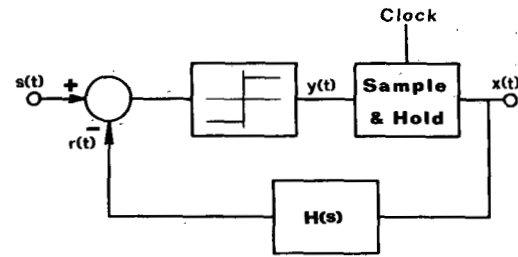 Clock
s(t)
+
y(t)
Sample
& Hold
x(t)
r(t)
−
H(s)